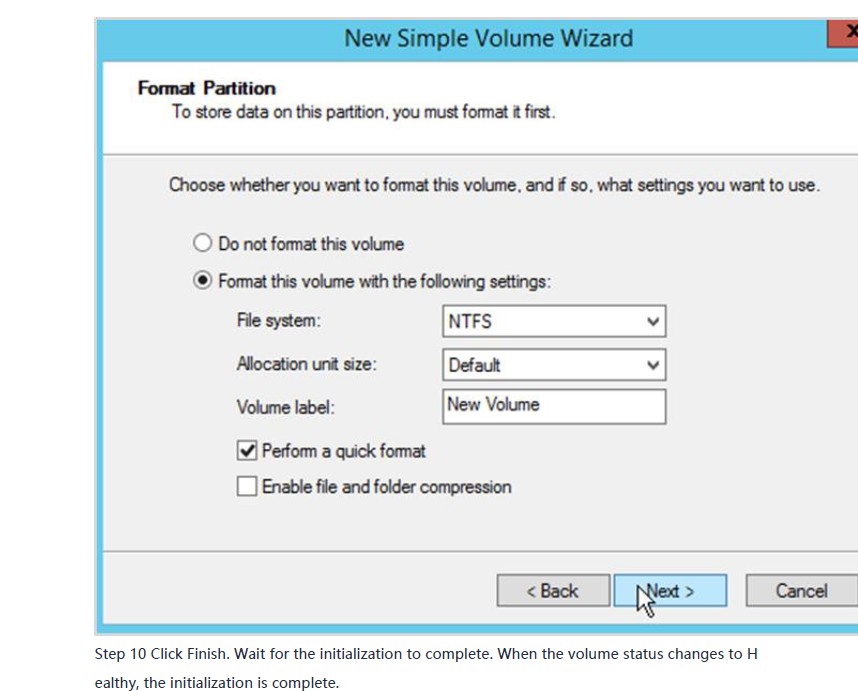 New Simple Volume Wizard
x
Format Partition
To store data on this partition, you must format it first.
Choose whether you want to format this volume, and if so, what settings you want to use.
Do not format this volume
Format this volume with the following settings:
File system: NTFS
Allocation unit size: Default
Volume label: New Volume
Perform a quick format
Enable file and folder compression
< Back Next > Cancel
Step 10 Click Finish. Wait for the initialization to complete. When the volume status changes to H
ealthy, the initialization is complete.